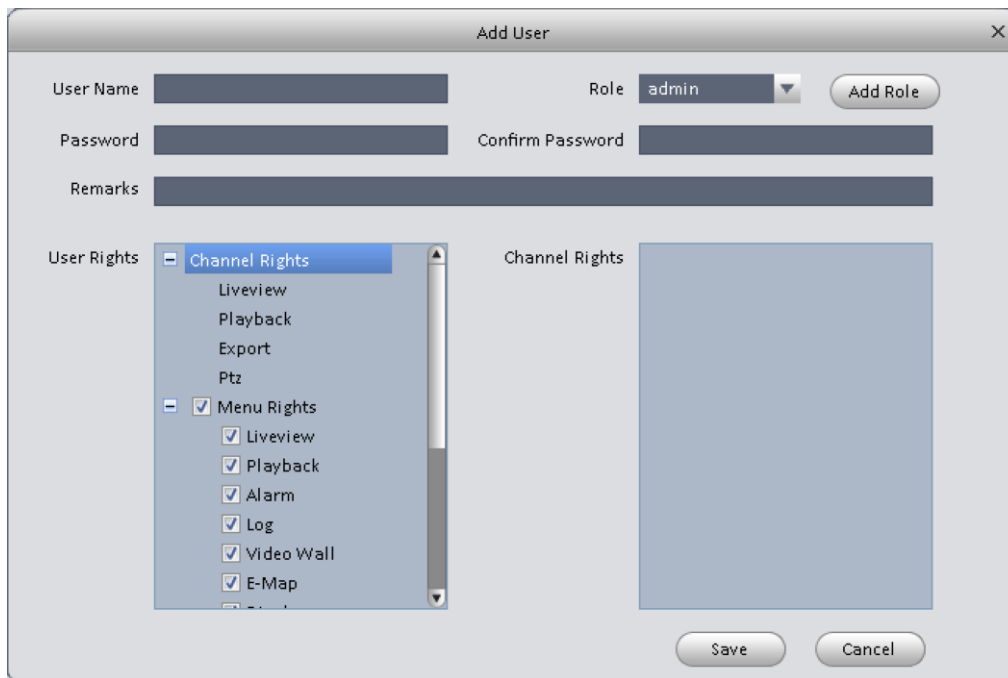 Add User
User Name
Role admin Add Role
Password
Confirm Password
Remarks
User Rights
Channel Rights
Liveview
Playback
Export
Ptz
Menu Rights
Liveview
Playback
Alarm
Log
Video Wall
E-Map
Channel Rights
Save
Cancel